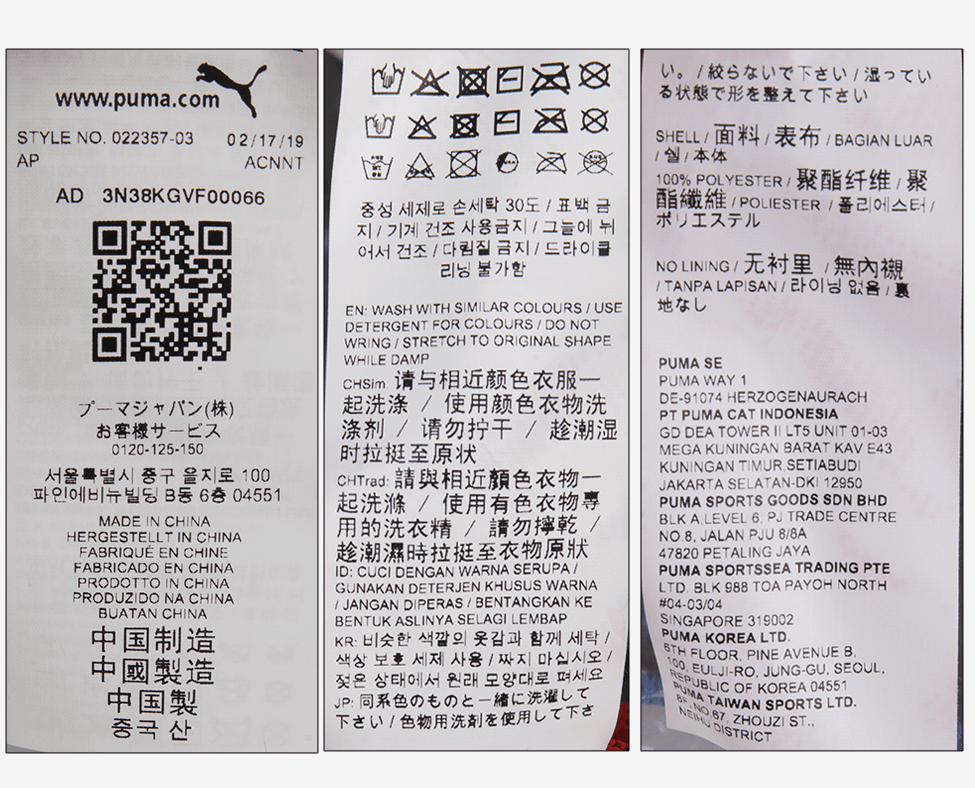 www.puma.com
STYLE NO. 022357-03 02/17/19
AP ACNNT
AD 3N38KGVF00066
プーマジャパン(株)
お客様サービス
0120-125-150
서울특별시 중구 을지로 100
파인에비뉴빌딩 B동 6층 04551
MADE IN CHINA
HERGESTELLT IN CHINA
FABRIQUÉ EN CHINE
FABRICADO EN CHINA
PRODOTTO IN CHINA
PRODUZIDO NA CHINA
BUATAN CHINA
中国制造
中國製造
中国製
중국 산
중성 세제로 손세탁 30도 / 표백 금
지 / 기계 건조 사용금지 / 그늘에 뉘
어서 건조 / 다림질 금지 / 드라이클
리닝 불가함
EN: WASH WITH SIMILAR COLOURS / USE
DETERGENT FOR COLOURS / DO NOT
WRING / STRETCH TO ORIGINAL SHAPE
WHILE DAMP
CHSim: 请与相近颜色衣服一
起洗涤 / 使用颜色衣物洗
涤剂 / 请勿拧干 / 趁潮湿
时拉挺至原状
CHTrad: 請與相近顏色衣物一
起洗滌 / 使用有色衣物專
用的洗衣精 / 請勿擰乾 /
趁潮濕時拉挺至衣物原狀
ID: CUCI DENGAN WARNA SERUPA /
GUNAKAN DETERJEN KHUSUS WARNA
/ JANGAN DIPERAS / BENTANGKAN KE
BENTUK ASLINYA SELAGI LEMBAP
KR: 비슷한 색깔의 옷감과 함께 세탁 /
색상 보호 세제 사용 / 짜지 마십시오 /
젖은 상태에서 원래 모양대로 펴세요
JP: 同系色のものと一緒に洗濯して
下さい / 色物用洗剤を使用して下さ
い。 / 絞らないで下さい / 湿ってい
る状態で形を整えて下さい
SHELL / 面料 / 表布 / BAGIAN LUAR
/ 쉘 / 本体
100% POLYESTER / 聚酯纤维 / 聚
酯纖維 / POLIESTER / 폴리에스터 /
ポリエステル
NO LINING / 无衬里 / 無內襯
/ TANPA LAPISAN / 라이닝 없음 / 裏
地なし
PUMA SE
PUMA WAY 1
DE-91074 HERZOGENAURACH
PT PUMA CAT INDONESIA
GD DEA TOWER II LT5 UNIT 01-03
MEGA KUNINGAN BARAT KAV E43
KUNINGAN TIMUR,SETIABUDI
JAKARTA SELATAN-DKI 12950
PUMA SPORTS GOODS SDN BHD
BLK A,LEVEL 6, PJ TRADE CENTRE
NO.8, JALAN PJU 8/8A
47820 PETALING JAYA
PUMA SPORTSSEA TRADING PTE
LTD. BLK 988 TOA PAYOH NORTH
#04-03/04
SINGAPORE 319002
PUMA KOREA LTD.
6TH FLOOR, PINE AVENUE B,
100, EULJI-RO, JUNG-GU, SEOUL,
REPUBLIC OF KOREA 04551
PUMA TAIWAN SPORTS LTD.
8F, NO 67, ZHOUZI ST.,
NEIHU DISTRICT